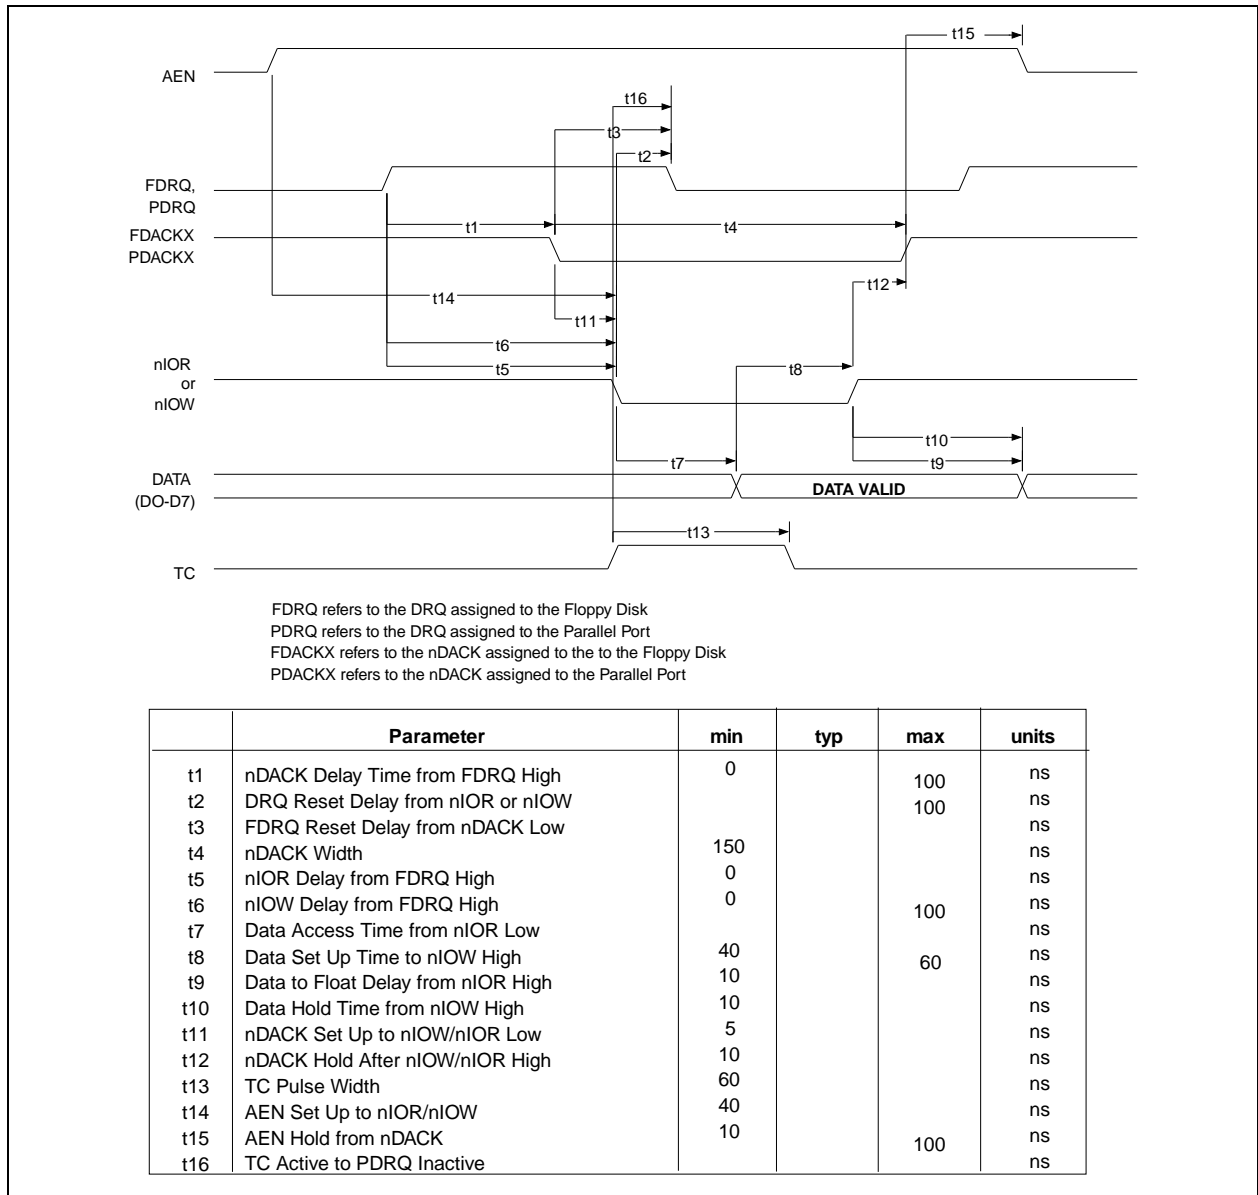 t15
AEN
t16
t3
t2
FDRQ,
PDRQ
t1
t4
FDACKX
PDACKX
t12
t14
t11
t6
t5
t8
nIOR
or
nIOW
t10
t7
t9
DATA
(DO-D7)
DATA VALID
t13
TC
FDRQ refers to the DRQ assigned to the Floppy Disk
PDRQ refers to the DRQ assigned to the Parallel Port
FDACKX refers to the nDACK assigned to the to the Floppy Disk
PDACKX refers to the nDACK assigned to the Parallel Port
Parameter min typ max units
t1 nDACK Delay Time from FDRQ High 0 ns
t2 DRQ Reset Delay from nIOR or nIOW 100 ns
t3 FDRQ Reset Delay from nDACK Low 100 ns
t4 nDACK Width 150 ns
t5 nIOR Delay from FDRQ High 0 ns
t6 nIOW Delay from FDRQ High 0 ns
t7 Data Access Time from nIOR Low 100 ns
t8 Data Set Up Time to nIOW High 40 ns
t9 Data to Float Delay from nIOR High 10 60 ns
t10 Data Hold Time from nIOW High 10 ns
t11 nDACK Set Up to nIOW/nIOR Low 5 ns
t12 nDACK Hold After nIOW/nIOR High 10 ns
t13 TC Pulse Width 60 ns
t14 AEN Set Up to nIOR/nIOW 40 ns
t15 AEN Hold from nDACK 10 ns
t16 TC Active to PDRQ Inactive 100 ns